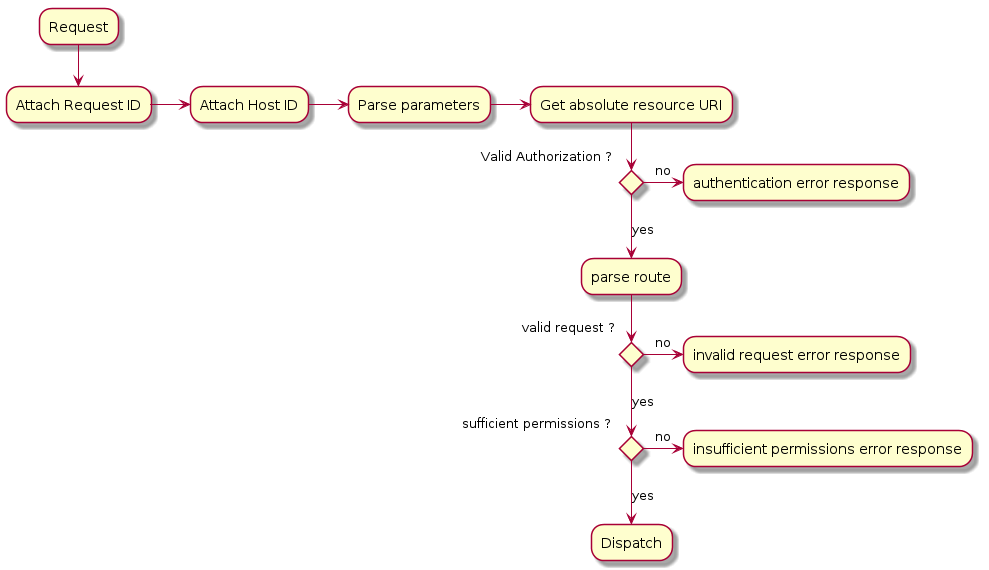 Request
Attach Request ID
Attach Host ID
Parse parameters
Get absolute resource URI
Valid Authorization ?
no
authentication error response
yes
parse route
valid request ?
no
invalid request error response
yes
sufficient permissions ?
no
insufficient permissions error response
yes
Dispatch